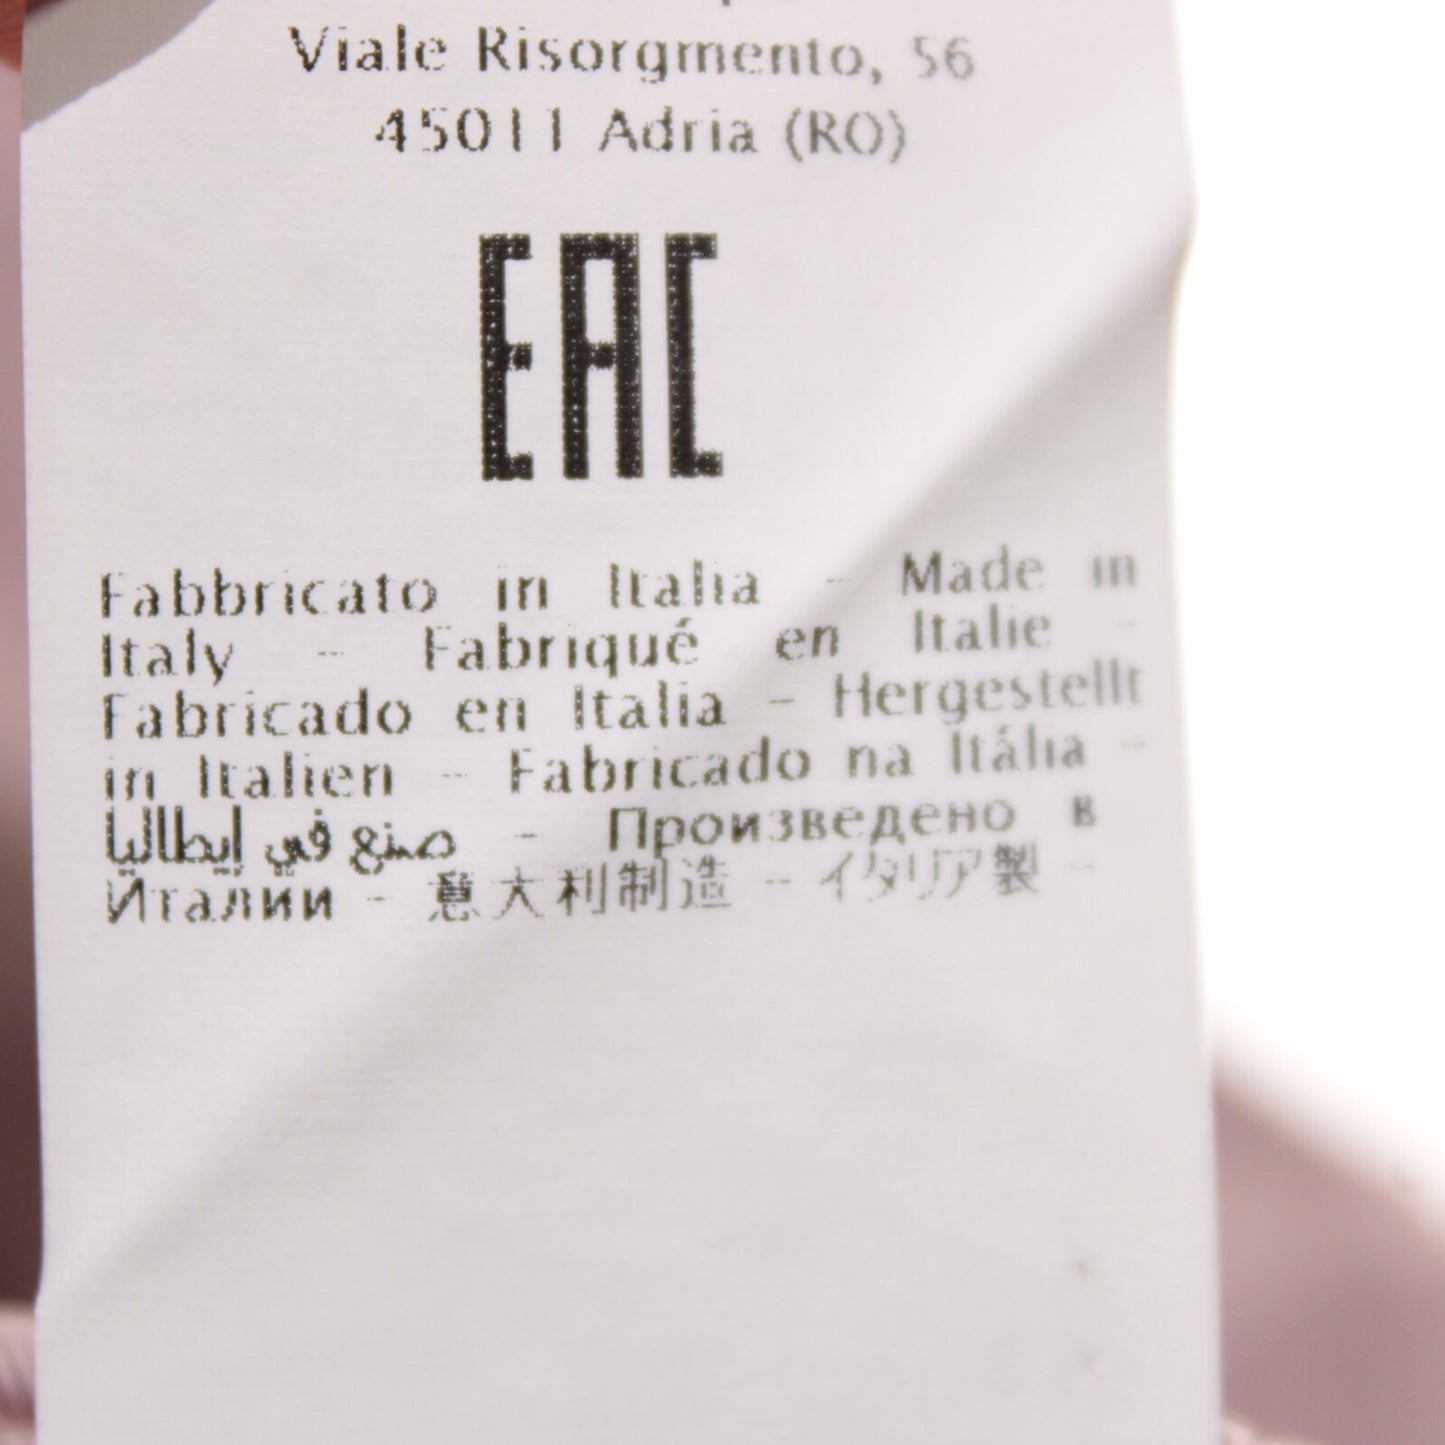 Viale Risorgmento, 56
45011 Adria (RO)
EAC
Fabbricato in Italia - Made in
Italy - Fabriqué en Italie -
Fabricado en Italia - Hergestellt
in Italien - Fabricado na Itália -
صنع في إيطاليا - Произведено в
Италии - 意大利制造 - イタリア製 -